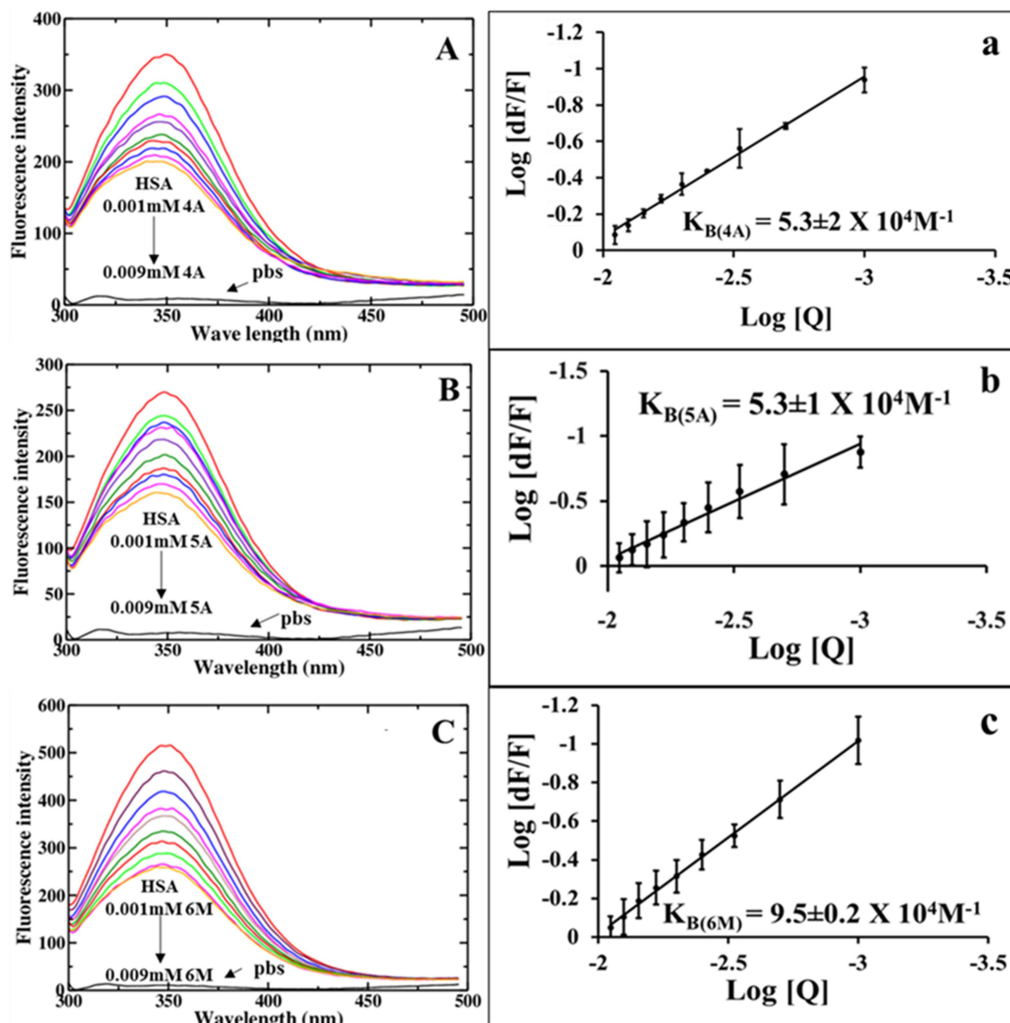 A
400
300
200
100
0
Fluorescence intensity
HSA
0.001mM 4A
0.009mM 4A
pbs
300 350 400 450 500
Wave length (nm)
a
-1.2
-1
-0.8
-0.6
-0.4
-0.2
0
Log [dF/F]
KB(4A) = 5.3±2 X 10⁴M⁻¹
-2 -2.5 -3 -3.5
Log [Q]
B
300
250
200
150
100
50
0
Fluorescence intensity
HSA
0.001mM 5A
0.009mM 5A
pbs
300 350 400 450 500
Wavelength (nm)
b
-1.5
-1
-0.5
0
Log [dF/F]
KB(5A) = 5.3±1 X 10⁴M⁻¹
-2 -2.5 -3 -3.5
Log [Q]
C
600
500
400
300
200
100
0
Fluorescence intensity
HSA
0.001mM 6M
0.009mM 6M
pbs
300 350 400 450 500
Wavelength (nm)
c
-1.2
-1
-0.8
-0.6
-0.4
-0.2
0
Log [dF/F]
KB(6M) = 9.5±0.2 X 10⁴M⁻¹
-2 -2.5 -3 -3.5
Log [Q]